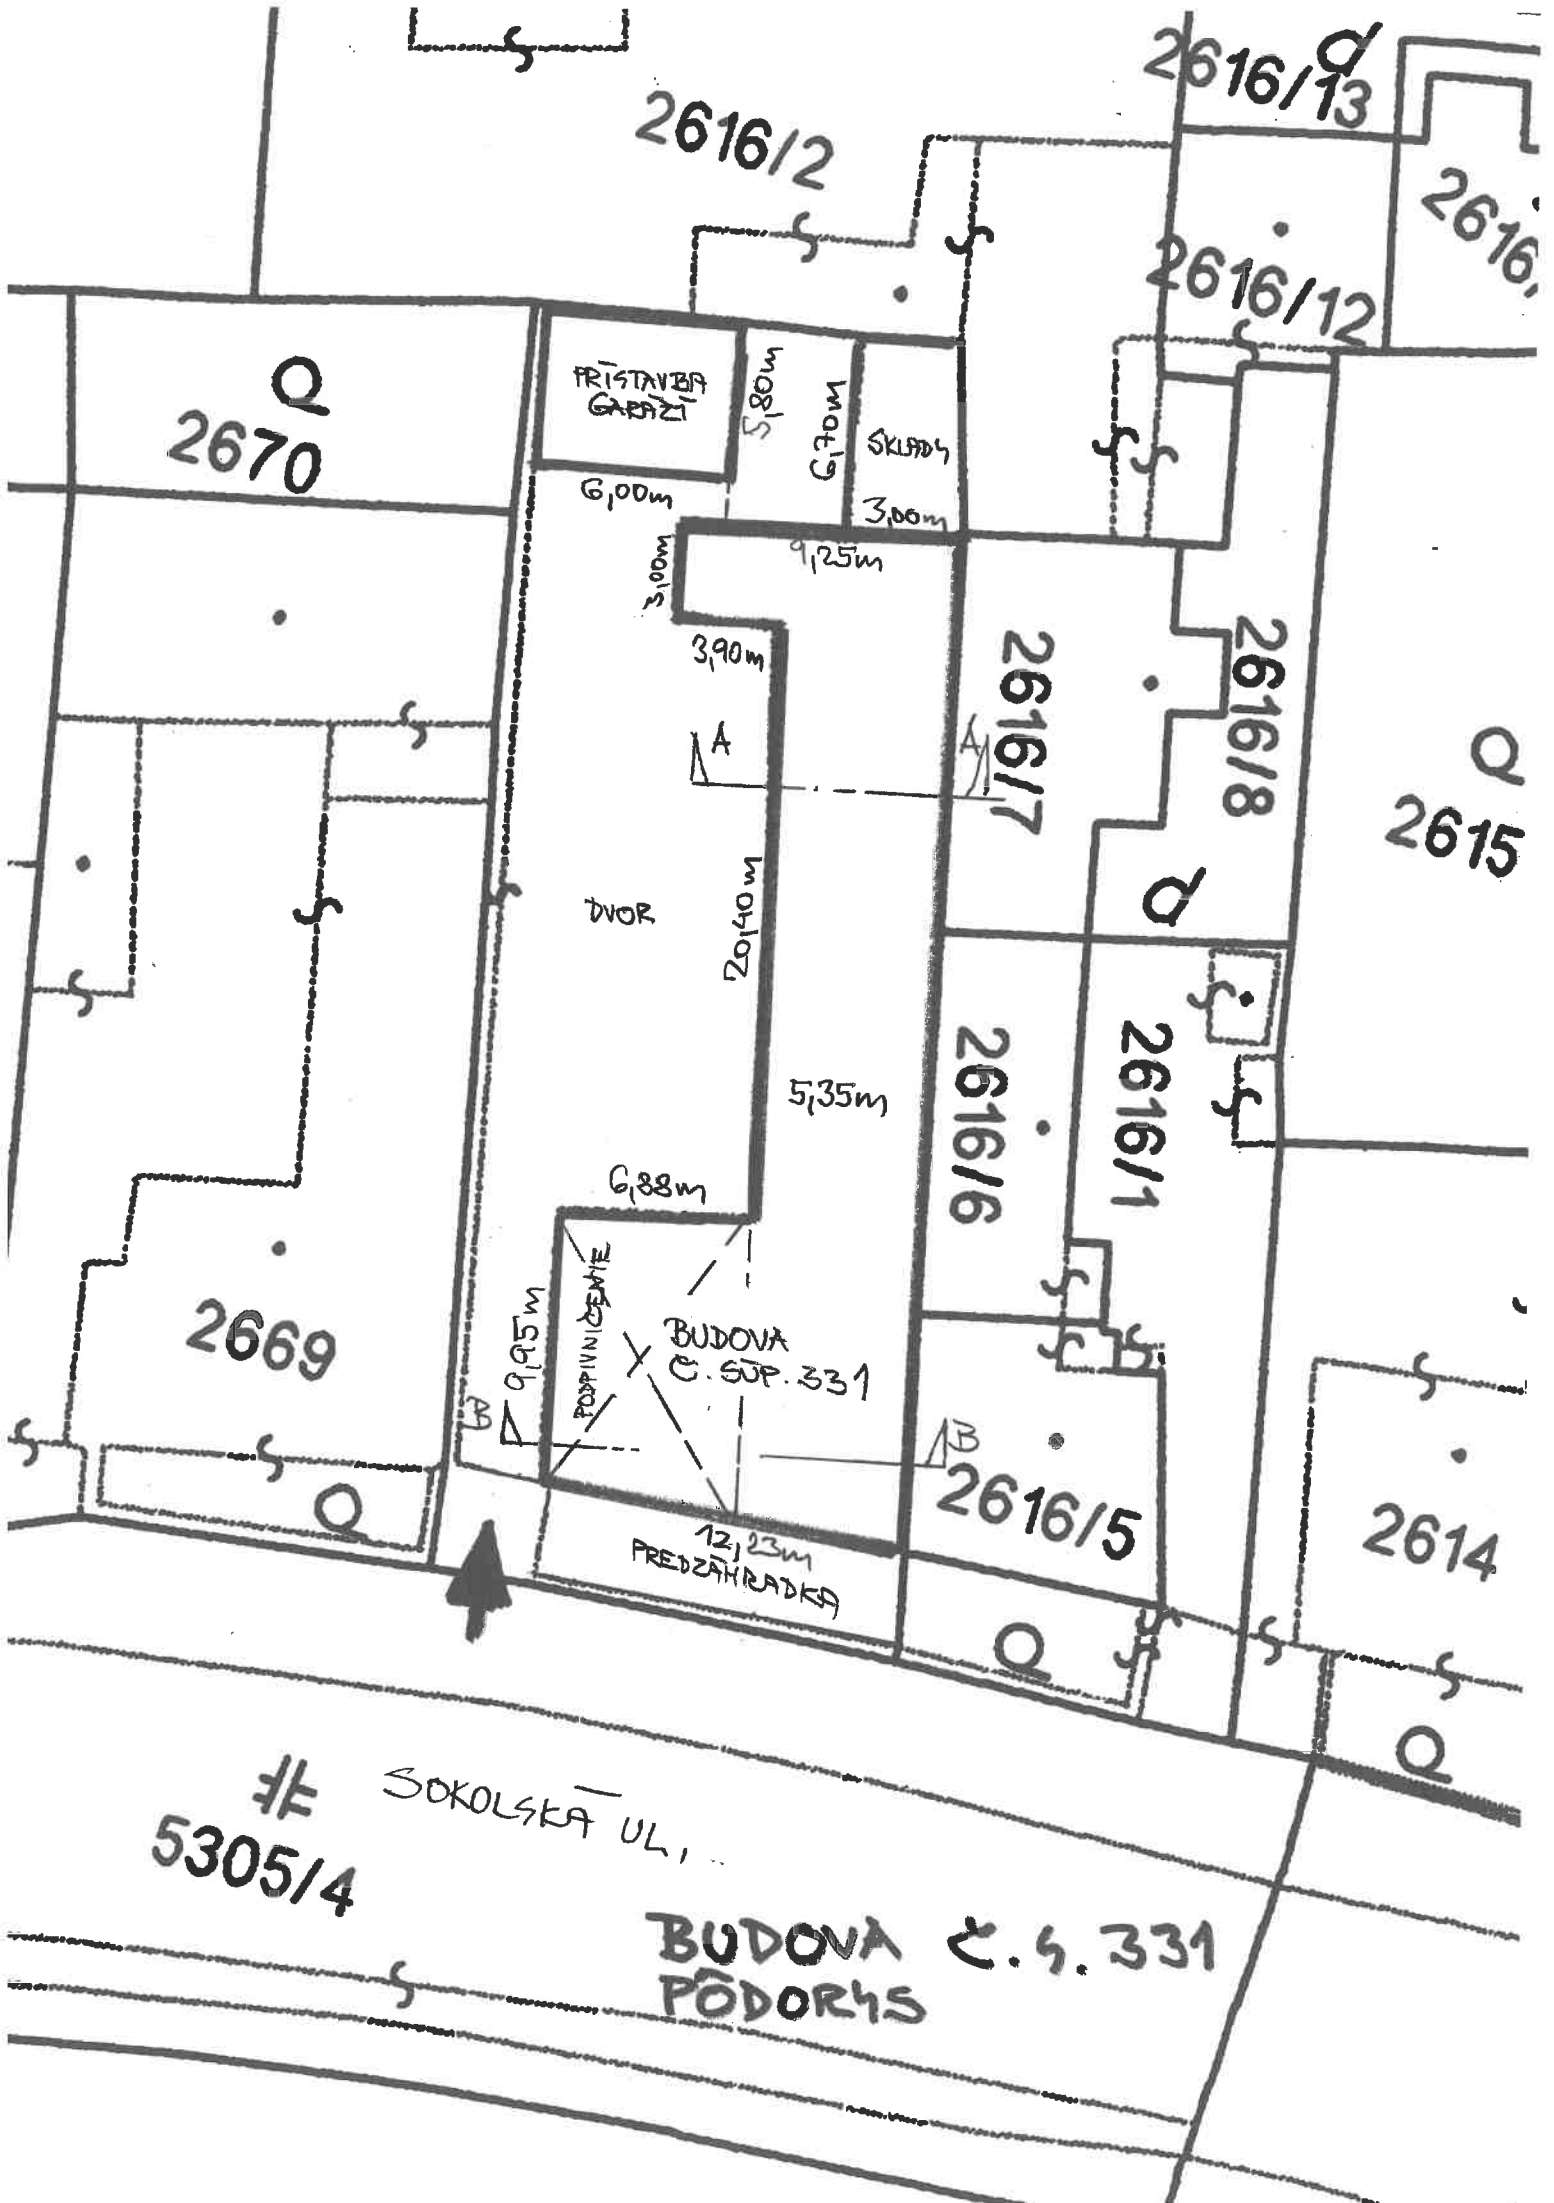 d
2616/13
2616/2
2616,
2616/12
Q
2670
PRÍSTAVBA
GARÁŽÍ
5,80m
6,70m
SKLADY
6,00m
3,00m
9,25m
3,00m
3,90m
2616/7
2616/8
A
A
Q
2615
d
DVOR
20,40m
5,35m
2616/6
2616/1
6,88m
9,95m
PODPIVNIČENIE
BUDOVA
Č. SÚP. 331
2669
B
B
2616/5
2614
Q
12,23m
PREDZÁHRADKA
Q
Q
SOKOLSKÁ UL.
5305/4
BUDOVA Č.S. 331
PÔDORYS